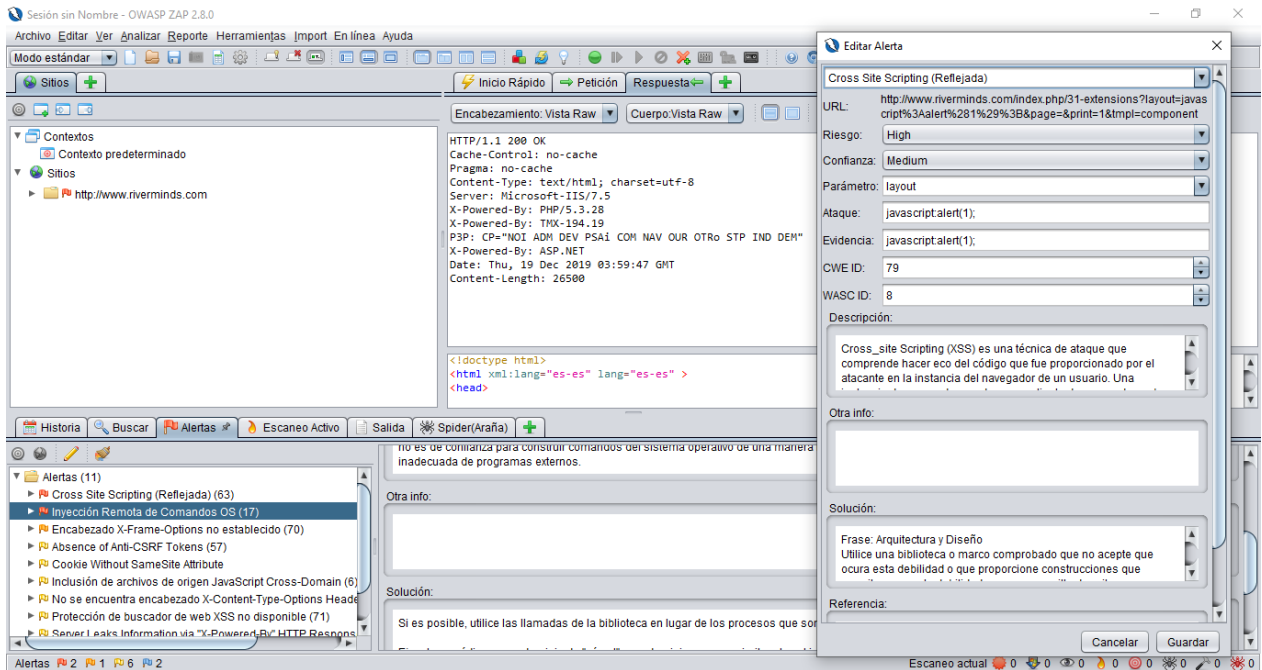 Sesión sin Nombre - OWASP ZAP 2.8.0
Archivo Editar Ver Analizar Reporte Herramientas Import En línea Ayuda
Modo estándar
Sitios
Contextos
Contexto predeterminado
Sitios
http://www.riverminds.com
Inicio Rápido Petición Respuesta
Encabezamiento: Vista Raw Cuerpo:Vista Raw
HTTP/1.1 200 OK
Cache-Control: no-cache
Pragma: no-cache
Content-Type: text/html; charset=utf-8
Server: Microsoft-IIS/7.5
X-Powered-By: PHP/5.3.28
X-Powered-By: TMX-194.19
P3P: CP="NOI ADM DEV PSAi COM NAV OUR OTRo STP IND DEM"
X-Powered-By: ASP.NET
Date: Thu, 19 Dec 2019 03:59:47 GMT
Content-Length: 26500
<!doctype html>
<html xml:lang="es-es" lang="es-es" >
<head>
Historia Buscar Alertas Escaneo Activo Salida Spider(Araña)
Alertas (11)
Cross Site Scripting (Reflejada) (63)
Inyección Remota de Comandos OS (17)
Encabezado X-Frame-Options no establecido (70)
Absence of Anti-CSRF Tokens (57)
Cookie Without SameSite Attribute
Inclusión de archivos de origen JavaScript Cross-Domain (6)
No se encuentra encabezado X-Content-Type-Options Heade
Protección de buscador de web XSS no disponible (71)
Server Leaks Information via "X-Powered-By" HTTP Respons
no es de confianza para construir comandos del sistema operativo de una manera
inadecuada de programas externos.
Otra info:
Solución:
Si es posible, utilice las llamadas de la biblioteca en lugar de los procesos que
Editar Alerta
Cross Site Scripting (Reflejada)
URL: http://www.riverminds.com/index.php/31-extensions?layout=javas
cript%3Aalert%281%29%3B&page=&print=1&tmpl=component
Riesgo: High
Confianza: Medium
Parámetro: layout
Ataque: javascript:alert(1);
Evidencia: javascript:alert(1);
CWE ID: 79
WASC ID: 8
Descripción:
Cross_site Scripting (XSS) es una técnica de ataque que
comprende hacer eco del código que fue proporcionado por el
atacante en la instancia del navegador de un usuario. Una
Otra info:
Solución:
Frase: Arquitectura y Diseño
Utilice una biblioteca o marco comprobado que no acepte que
ocura esta debilidad o que proporcione construcciones que
Referencia:
Cancelar Guardar
Alertas 2 1 6 2
Escaneo actual 0 0 0 0 0 0 0 0